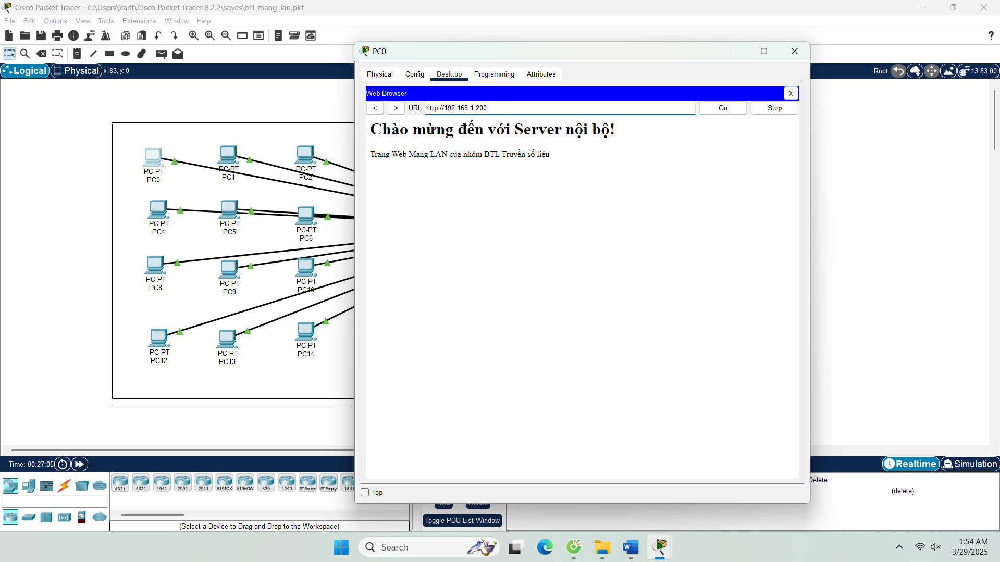 Cisco Packet Tracer - C:\Users\kaitt\Cisco Packet Tracer 8.2.2\saves\btl_mang_lan.pkt
File Edit Options View Tools Extensions Window Help
?
Logical Physical x: 83, y: 0
Root 13:53:00
PC0
Physical Config Desktop Programming Attributes
Web Browser X
< > URL http://192.168.1.200 Go Stop
Chào mừng đến với Server nội bộ!
Trang Web Mạng LAN của nhóm BTL Truyền số liệu
PC-PT PC-PT PC-PT
PC0 PC1 PC2
PC-PT PC-PT PC-PT
PC4 PC5 PC6
PC-PT PC-PT PC-PT
PC8 PC9 PC10
PC-PT PC-PT PC-PT
PC12 PC13 PC14
Top
Time: 00:27:05
Realtime Simulation
4331 4321 1941 2901 2911 819IOX 819HGW 829 1240 PT-Router PT-Empty 1841
New Delete
Delete
(delete)
Toggle PDU List Window
(Select a Device to Drag and Drop to the Workspace)
Search
1:54 AM
3/29/2025